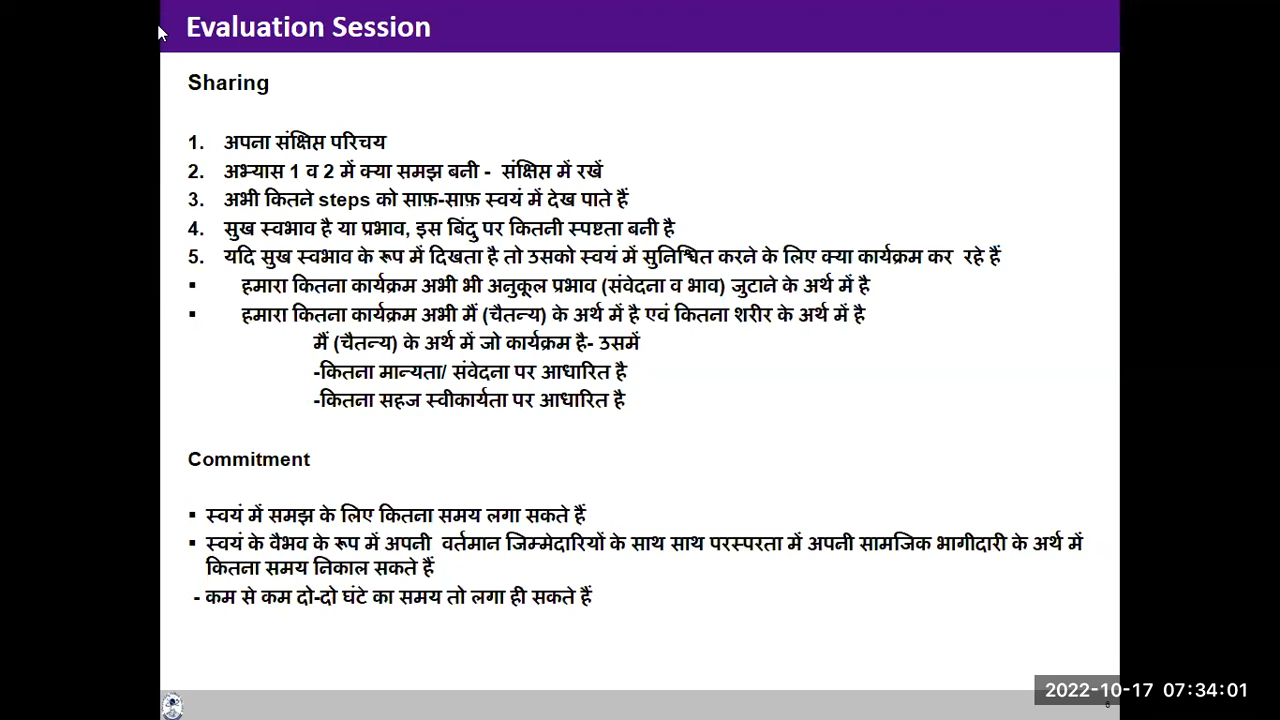 Evaluation Session
Sharing
1. अपना संक्षिप्त परिचय
2. अभ्यास 1 व 2 में क्या समझ बनी - संक्षिप्त में रखें
3. अभी कितने steps को साफ़-साफ़ स्वयं में देख पाते हैं
4. सुख स्वभाव है या प्रभाव, इस बिंदु पर कितनी स्पष्टता बनी है
5. यदि सुख स्वभाव के रूप में दिखता है तो उसको स्वयं में सुनिश्चित करने के लिए क्या कार्यक्रम कर रहे हैं
▪ हमारा कितना कार्यक्रम अभी भी अनुकूल प्रभाव (संवेदना व भाव) जुटाने के अर्थ में है
▪ हमारा कितना कार्यक्रम अभी मैं (चैतन्य) के अर्थ में है एवं कितना शरीर के अर्थ में है
मैं (चैतन्य) के अर्थ में जो कार्यक्रम है- उसमें
-कितना मान्यता/ संवेदना पर आधारित है
-कितना सहज स्वीकार्यता पर आधारित है
Commitment
▪ स्वयं में समझ के लिए कितना समय लगा सकते हैं
▪ स्वयं के वैभव के रूप में अपनी वर्तमान जिम्मेदारियों के साथ साथ परस्परता में अपनी सामजिक भागीदारी के अर्थ में
कितना समय निकाल सकते हैं
- कम से कम दो-दो घंटे का समय तो लगा ही सकते हैं
2022-10-17 07:34:01
6